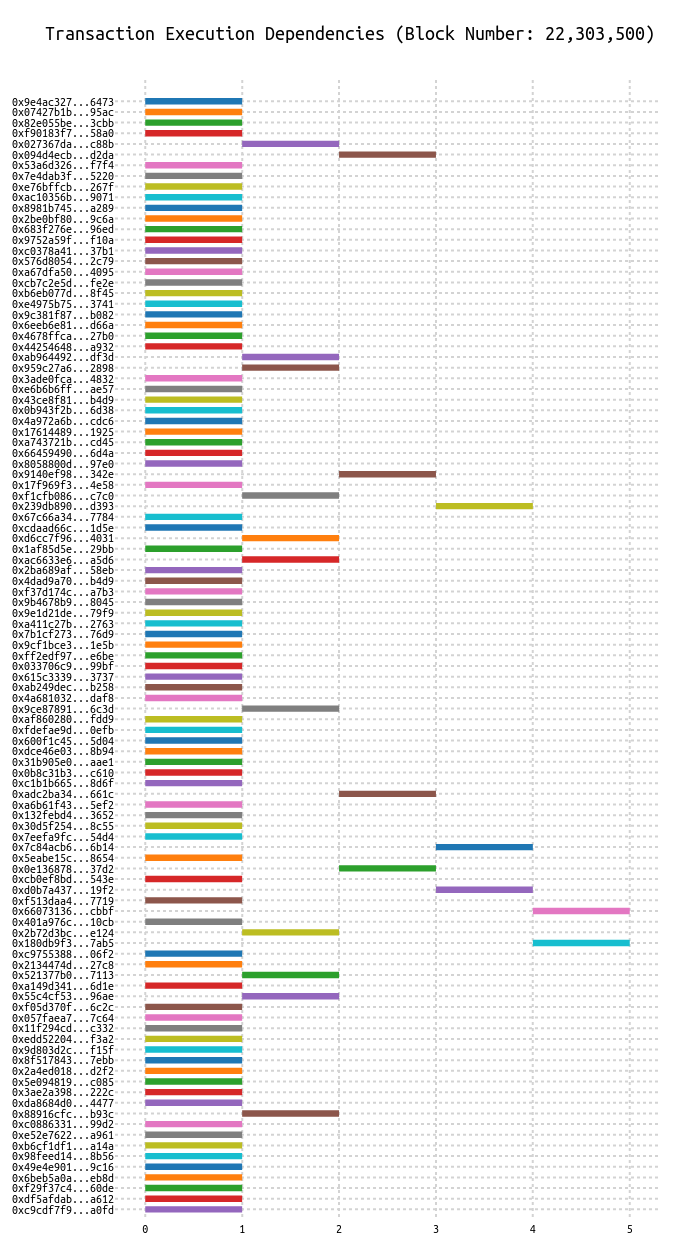 Transaction Execution Dependencies (Block Number: 22,303,500)
0x9e4ac327...6473
0x07427b1b...95ac
0x82e055be...3cbb
0xf90183f7...58a0
0x027367da...c88b
0x094d4ecb...d2da
0x53a6d326...f7f4
0x7e4dab3f...5220
0xe76bffcb...267f
0xac10356b...9071
0x8981b745...a289
0x2be0bf80...9c6a
0x683f276e...96ed
0x9752a59f...f10a
0xc0378a41...37b1
0x576d8054...2c79
0xa67dfa50...4095
0xcb7c2e5d...fe2e
0xb6eb077d...8f45
0xe4975b75...3741
0x9c381f87...b082
0x6eeb6e81...d66a
0x4678ffca...27b0
0x44254648...a932
0xab964492...df3d
0x959c27a6...2898
0x3ade0fca...4832
0xe6b6b6ff...ae57
0x43ce8f81...b4d9
0x0b943f2b...6d38
0x4a972a6b...cdc6
0x17614489...1925
0xa743721b...cd45
0x66459490...6d4a
0x8058800d...97e0
0x9140ef98...342e
0x17f969f3...4e58
0xf1cfb086...c7c0
0x239db890...d393
0x67c66a34...7784
0xcdaad66c...1d5e
0xd6cc7f96...4031
0x1af85d5e...29bb
0xac6633e6...a5d6
0x2ba689af...58eb
0x4dad9a70...b4d9
0xf37d174c...a7b3
0x9b4678b9...8045
0x9e1d21de...79f9
0xa411c27b...2763
0x7b1cf273...76d9
0x9cf1bce3...1e5b
0xff2edf97...e6be
0x033706c9...99bf
0x615c3339...3737
0xab249dec...b258
0x4a681032...daf8
0x9ce87891...6c3d
0xaf860280...fdd9
0xfdefae9d...0efb
0x600f1c45...5d04
0xdce46e03...8b94
0x31b905e0...aae1
0x0b8c31b3...c610
0xc1b1b665...8d6f
0xadc2ba34...661c
0xa6b61f43...5ef2
0x132febd4...3652
0x30d5f254...8c55
0x7eefa9fc...54d4
0x7c84acb6...6b14
0x5eabe15c...8654
0x0e136878...37d2
0xcb0ef8bd...543e
0xd0b7a437...19f2
0xf513daa4...7719
0x66073136...cbbf
0x401a976c...10cb
0x2b72d3bc...e124
0x180db9f3...7ab5
0xc9755388...06f2
0x2134474d...27c8
0x521377b0...7113
0xa149d341...6d1e
0x55c4cf53...96ae
0xf05d370f...6c2c
0x057faea7...7c64
0x11f294cd...c332
0xedd52204...f3a2
0x9d803d2c...f15f
0x8f517843...7ebb
0x2a4ed018...d2f2
0x5e094819...c085
0x3ae2a398...222c
0xda8684d0...4477
0x88916cfc...b93c
0xc0886331...99d2
0xe52e7622...a961
0xb6cf1df1...a14a
0x98feed14...8b56
0x49e4e901...9c16
0x6beb5a0a...eb8d
0xf29f37c4...60de
0xdf5afdab...a612
0xc9cdf7f9...a0fd
0 1 2 3 4 5